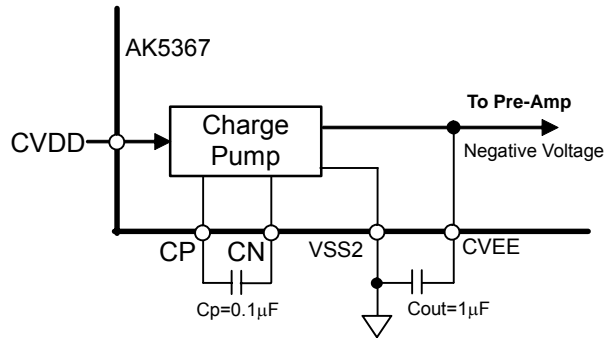 AK5367
To Pre-Amp
CVDD
Charge
Pump
Negative Voltage
CP
CN
VSS2
CVEE
Cp=0.1μF
Cout=1μF